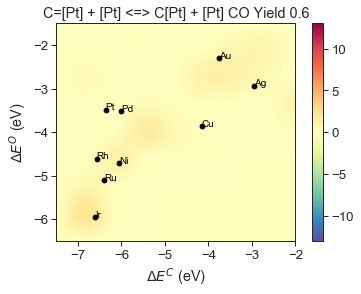 C=[Pt] + [Pt] <=> C[Pt] + [Pt] CO Yield 0.6
−2
−3
−4
−5
−6
ΔE^O (eV)
Au
Ag
Cu
Pt
Pd
Rh
Ni
Ru
Ir
−7
−6
−5
−4
−3
−2
ΔE^C (eV)
10
5
0
−5
−10